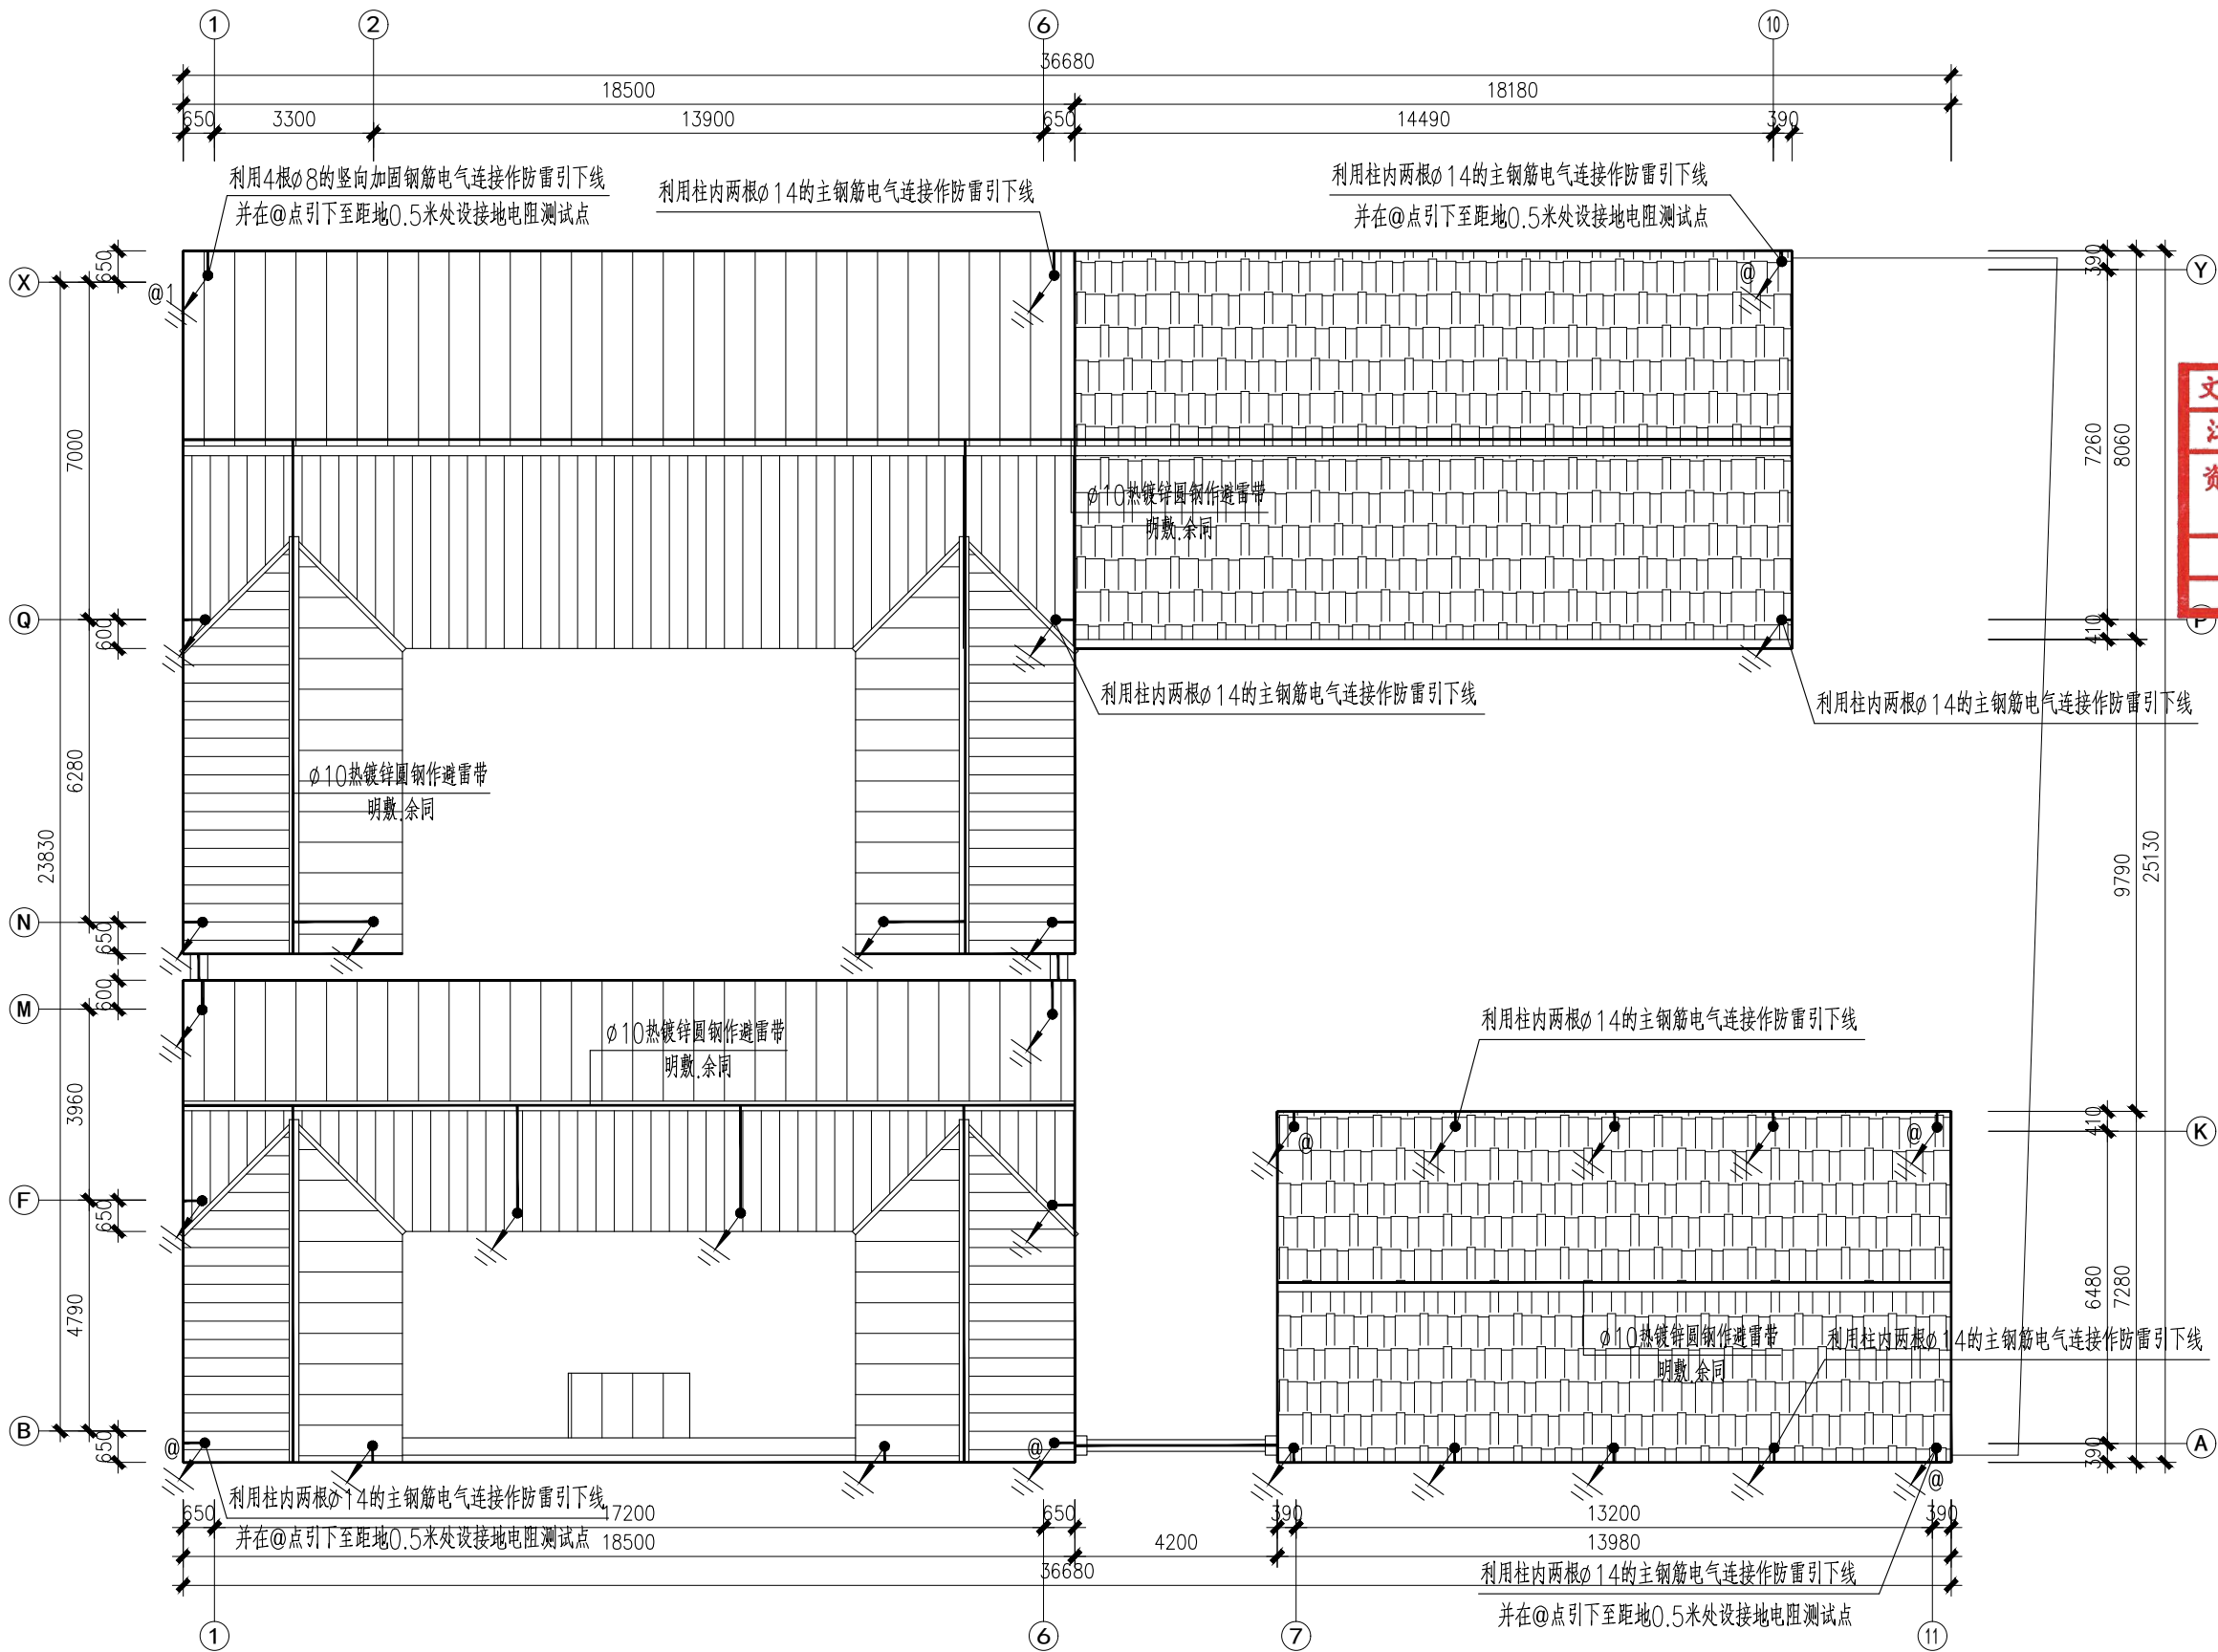 1
2
6
10
36680
18500
18180
650
3300
13900
650
14490
390
利用4根ø8的竖向加固钢筋电气连接作防雷引下线
并在@点引下至距地0.5米处设接地电阻测试点
利用柱内两根ø14的主钢筋电气连接作防雷引下线
利用柱内两根ø14的主钢筋电气连接作防雷引下线
并在@点引下至距地0.5米处设接地电阻测试点
650
390
X
@1
@
Y
文
7000
7260
8060
ø10热镀锌圆钢作避雷带
明敷.余同
Q
600
410
P
利用柱内两根ø14的主钢筋电气连接作防雷引下线
利用柱内两根ø14的主钢筋电气连接作防雷引下线
6280
ø10热镀锌圆钢作避雷带
明敷.余同
23830
9790
25130
N
650
600
M
ø10热镀锌圆钢作避雷带
明敷.余同
利用柱内两根ø14的主钢筋电气连接作防雷引下线
3960
@
@
410
K
F
650
4790
6480
7280
ø10热镀锌圆钢作避雷带
明敷.余同
利用柱内两根ø14的主钢筋电气连接作防雷引下线
B
650
@
@
@
390
A
利用柱内两根ø14的主钢筋电气连接作防雷引下线
并在@点引下至距地0.5米处设接地电阻测试点
650
17200
650
390
13200
390
18500
4200
13980
36680
利用柱内两根ø14的主钢筋电气连接作防雷引下线
并在@点引下至距地0.5米处设接地电阻测试点
1
6
7
11